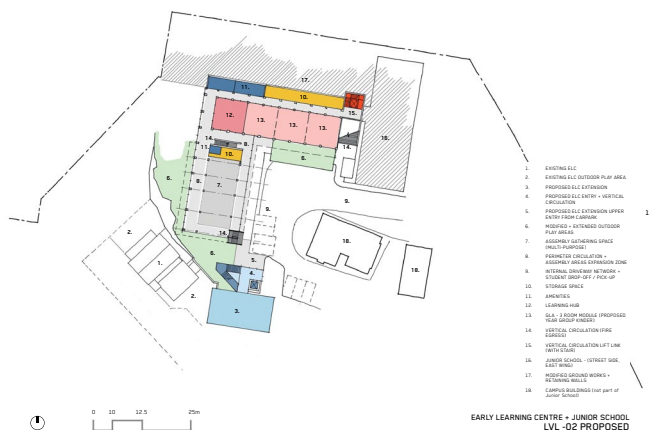 17.
11.
10.
15.
12.
13.
13.
13.
16.
14.
14.
8.
11.
10.
6.
6.
8.
7.
9.
9.
2.
14.
18.
18.
6.
5.
1.
4.
2.
3.
1. EXISTING ELC
2. EXISTING ELC OUTDOOR PLAY AREA
3. PROPOSED ELC EXTENSION
4. PROPOSED ELC ENTRY + VERTICAL
CIRCULATION
5. PROPOSED ELC EXTENSION UPPER
ENTRY FROM CARPARK
6. MODIFIED + EXTENDED OUTDOOR
PLAY AREAS
7. ASSEMBLY GATHERING SPACE
(MULTI-PURPOSE)
8. PERIMETER CIRCULATION +
ASSEMBLY AREAS EXPANSION ZONE
9. INTERNAL DRIVEWAY NETWORK +
STUDENT DROP-OFF / PICK-UP
10. STORAGE SPACE
11. AMENITIES
12. LEARNING HUB
13. GLA - 3 ROOM MODULE (PROPOSED
YEAR GROUP KINDER)
14. VERTICAL CIRCULATION (FIRE
EGRESS)
15. VERTICAL CIRCULATION LIFT LINK
(WITH STAIR)
16. JUNIOR SCHOOL - (STREET SIDE,
EAST WING)
17. MODIFIED GROUND WORKS +
RETAINING WALLS
18. CAMPUS BUILDINGS (not part of
Junior School)
1
0 10 12.5 25m
EARLY LEARNING CENTRE + JUNIOR SCHOOL
LVL -02 PROPOSED